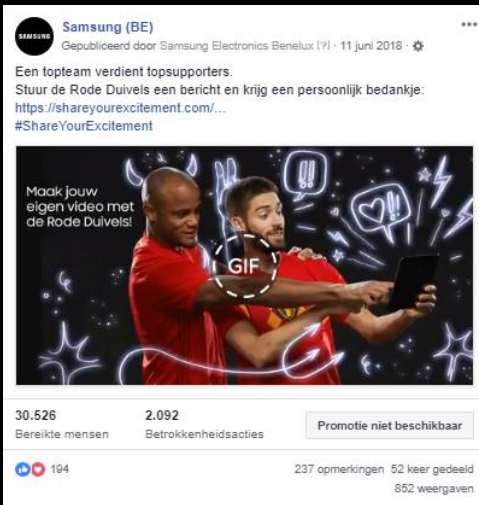 SAMSUNG
Samsung (BE)
Gepubliceerd door Samsung Electronics Benelux [?] · 11 juni 2018 ·
Een topteam verdient topsupporters.
Stuur de Rode Duivels een bericht en krijg een persoonlijk bedankje:
https://shareyourexcitement.com/...
#ShareYourExcitement
Maak jouw
eigen video met
de Rode Duivels!
GIF
30.526
Bereikte mensen
2.092
Betrokkenheidsacties
Promotie niet beschikbaar
194
237 opmerkingen 52 keer gedeeld
852 weergaven